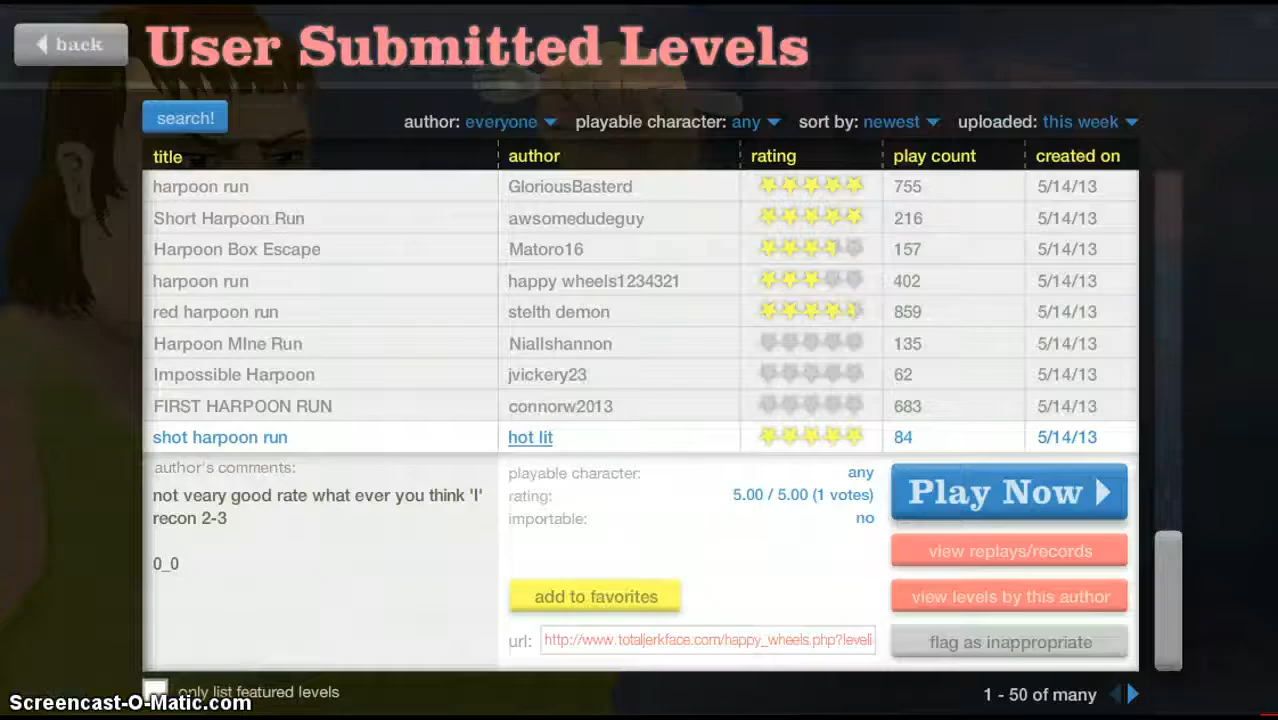 back
User Submitted Levels
search!
author: everyone playable character: any sort by: newest uploaded: this week
title author rating play count created on
harpoon run GloriousBasterd 755 5/14/13
Short Harpoon Run awsomedudeguy 216 5/14/13
Harpoon Box Escape Matoro16 157 5/14/13
harpoon run happy wheels1234321 402 5/14/13
red harpoon run stelth demon 859 5/14/13
Harpoon MIne Run Niallshannon 135 5/14/13
Impossible Harpoon jvickery23 62 5/14/13
FIRST HARPOON RUN connorw2013 683 5/14/13
shot harpoon run hot lit 84 5/14/13
author's comments:
not veary good rate what ever you think 'I'
recon 2-3
0_0
playable character: any
rating: 5.00 / 5.00 (1 votes)
importable: no
add to favorites
url: http://www.totaljerkface.com/happy_wheels.php?leveli
Play Now
view replays/records
view levels by this author
flag as inappropriate
only list featured levels
1 - 50 of many
Screencast-O-Matic.com